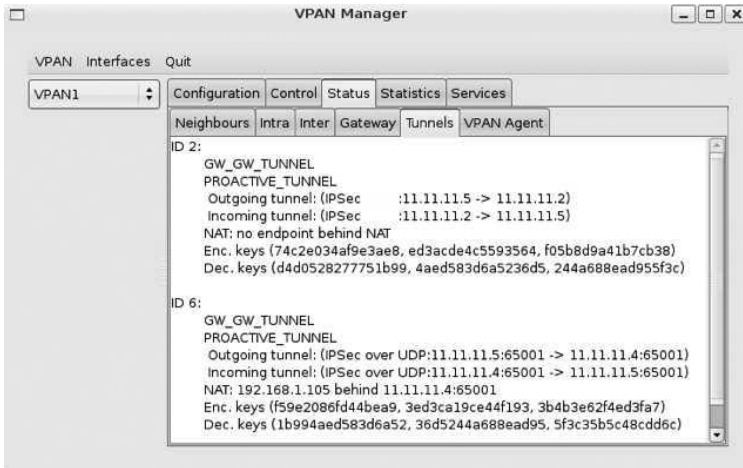 VPAN Manager
VPAN Interfaces Quit
VPAN1
Configuration Control Status Statistics Services
Neighbours Intra Inter Gateway Tunnels VPAN Agent
ID 2:
GW_GW_TUNNEL
PROACTIVE_TUNNEL
Outgoing tunnel: (IPSec :11.11.11.5 -> 11.11.11.2)
Incoming tunnel: (IPSec :11.11.11.2 -> 11.11.11.5)
NAT: no endpoint behind NAT
Enc. keys (74c2e034af9e3ae8, ed3acde4c5593564, f05b8d9a41b7cb38)
Dec. keys (d4d0528277751b99, 4aed583d6a5236d5, 244a688ead955f3c)
ID 6:
GW_GW_TUNNEL
PROACTIVE_TUNNEL
Outgoing tunnel: (IPSec over UDP:11.11.11.5:65001 -> 11.11.11.4:65001)
Incoming tunnel: (IPSec over UDP:11.11.11.4:65001 -> 11.11.11.5:65001)
NAT: 192.168.1.105 behind 11.11.11.4:65001
Enc. keys (f59e2086fd44bea9, 3ed3ca19ce44f193, 3b4b3e62f4ed3fa7)
Dec. keys (1b994aed583d6a52, 36d5244a688ead95, 5f3c35b5c48cdd6c)